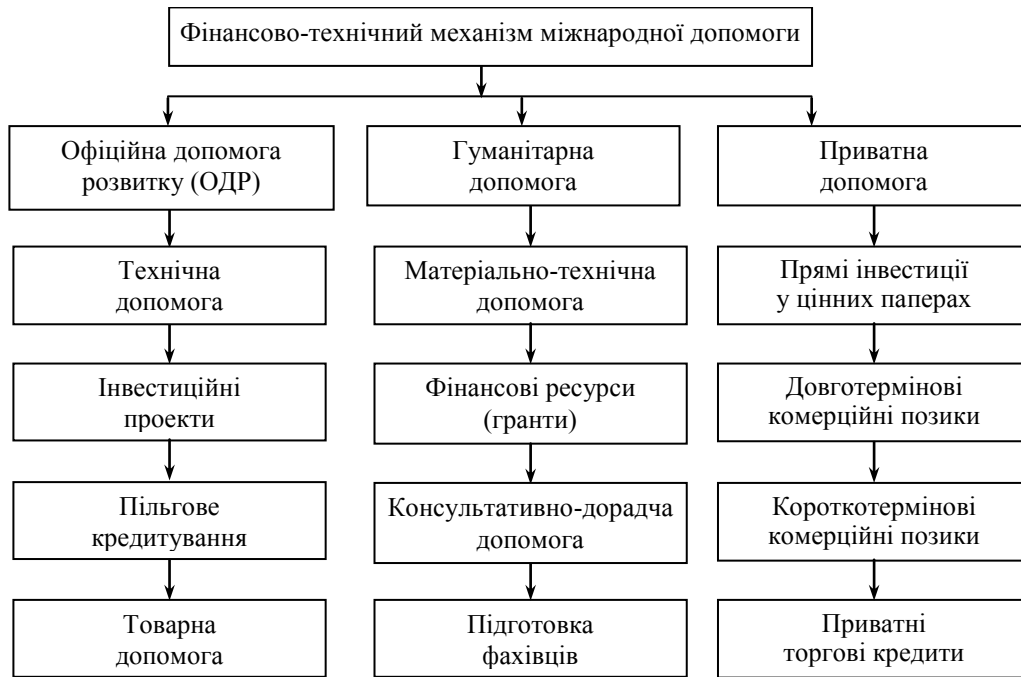 Фінансово-технічний механізм міжнародної допомоги
Офіційна допомога
розвитку (ОДР)
Гуманітарна
допомога
Приватна
допомога
Технічна
допомога
Матеріально-технічна
допомога
Прямі інвестиції
у цінних паперах
Інвестиційні
проекти
Фінансові ресурси
(гранти)
Довготермінові
комерційні позики
Пільгове
кредитування
Консультативно-дорадча
допомога
Короткотермінові
комерційні позики
Товарна
допомога
Підготовка
фахівців
Приватні
торгові кредити